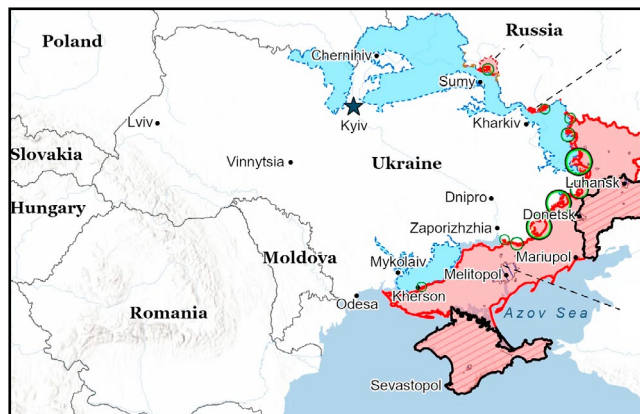 Poland
Russia
Chernihiv
Sumy
Kyiv
Lviv
Kharkiv
Slovakia
Vinnytsia
Ukraine
Luhansk
Hungary
Dnipro
Donetsk
Zaporizhzhia
Moldova
Mariupol
Mykolaiv
Melitopol
Odesa
Kherson
Romania
Azov Sea
Sevastopol